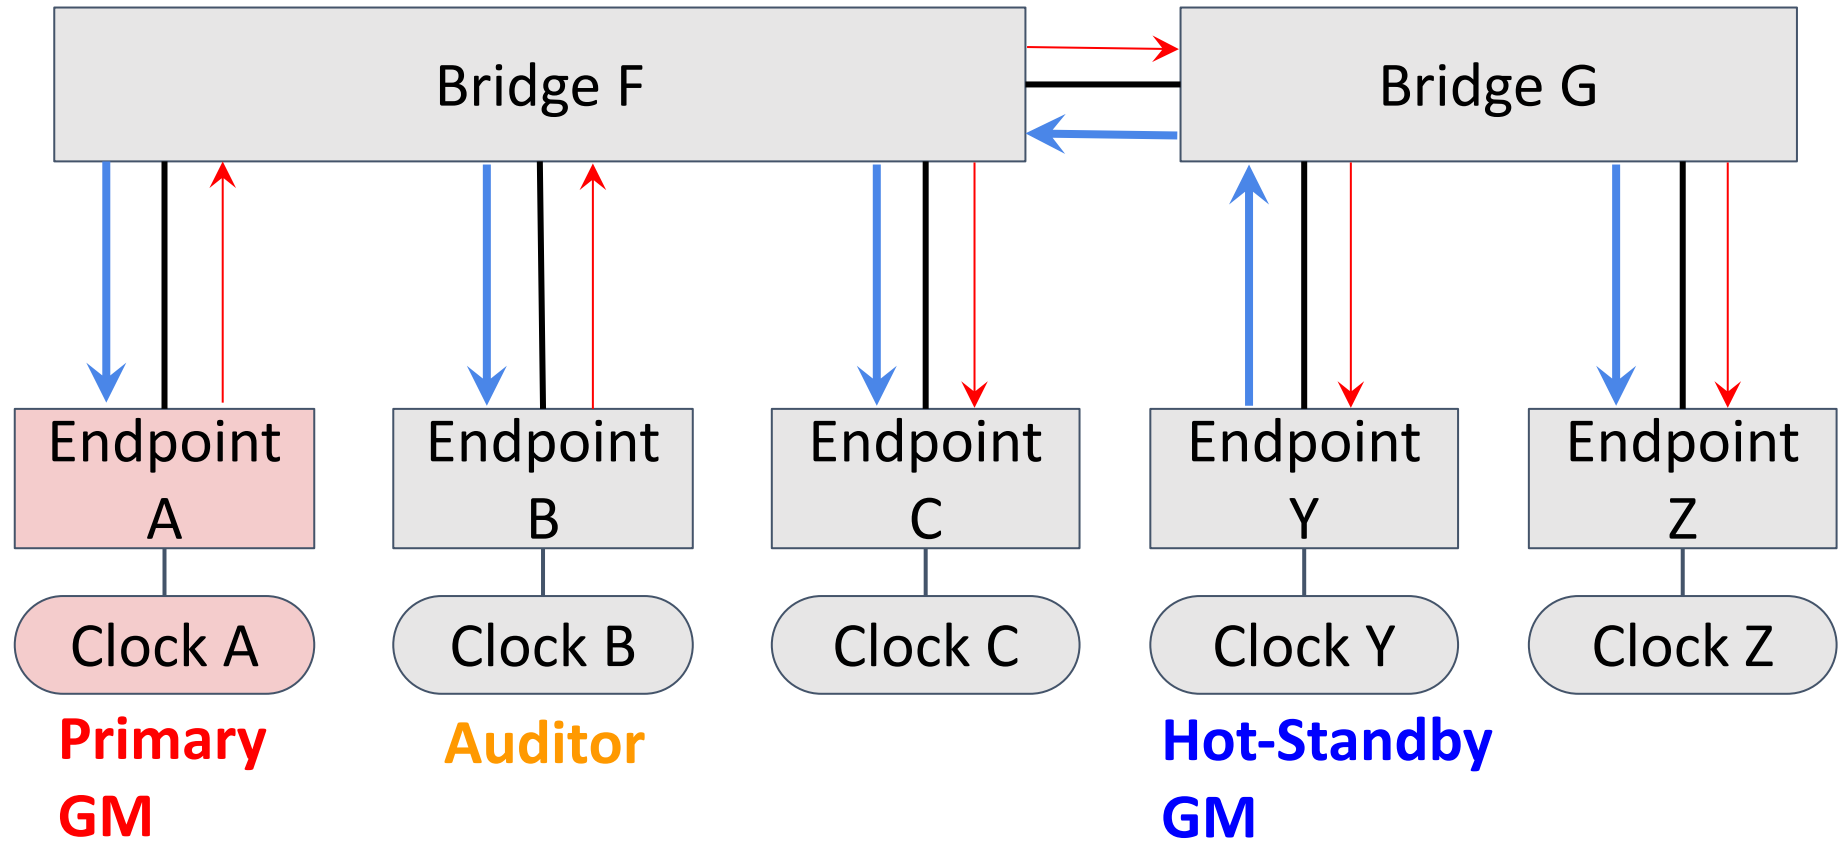 Bridge F
Bridge G
Endpoint
A
Endpoint
B
Endpoint
C
Endpoint
Y
Endpoint
Z
Clock A
Clock B
Clock C
Clock Y
Clock Z
Primary
GM
Auditor
Hot-Standby
GM